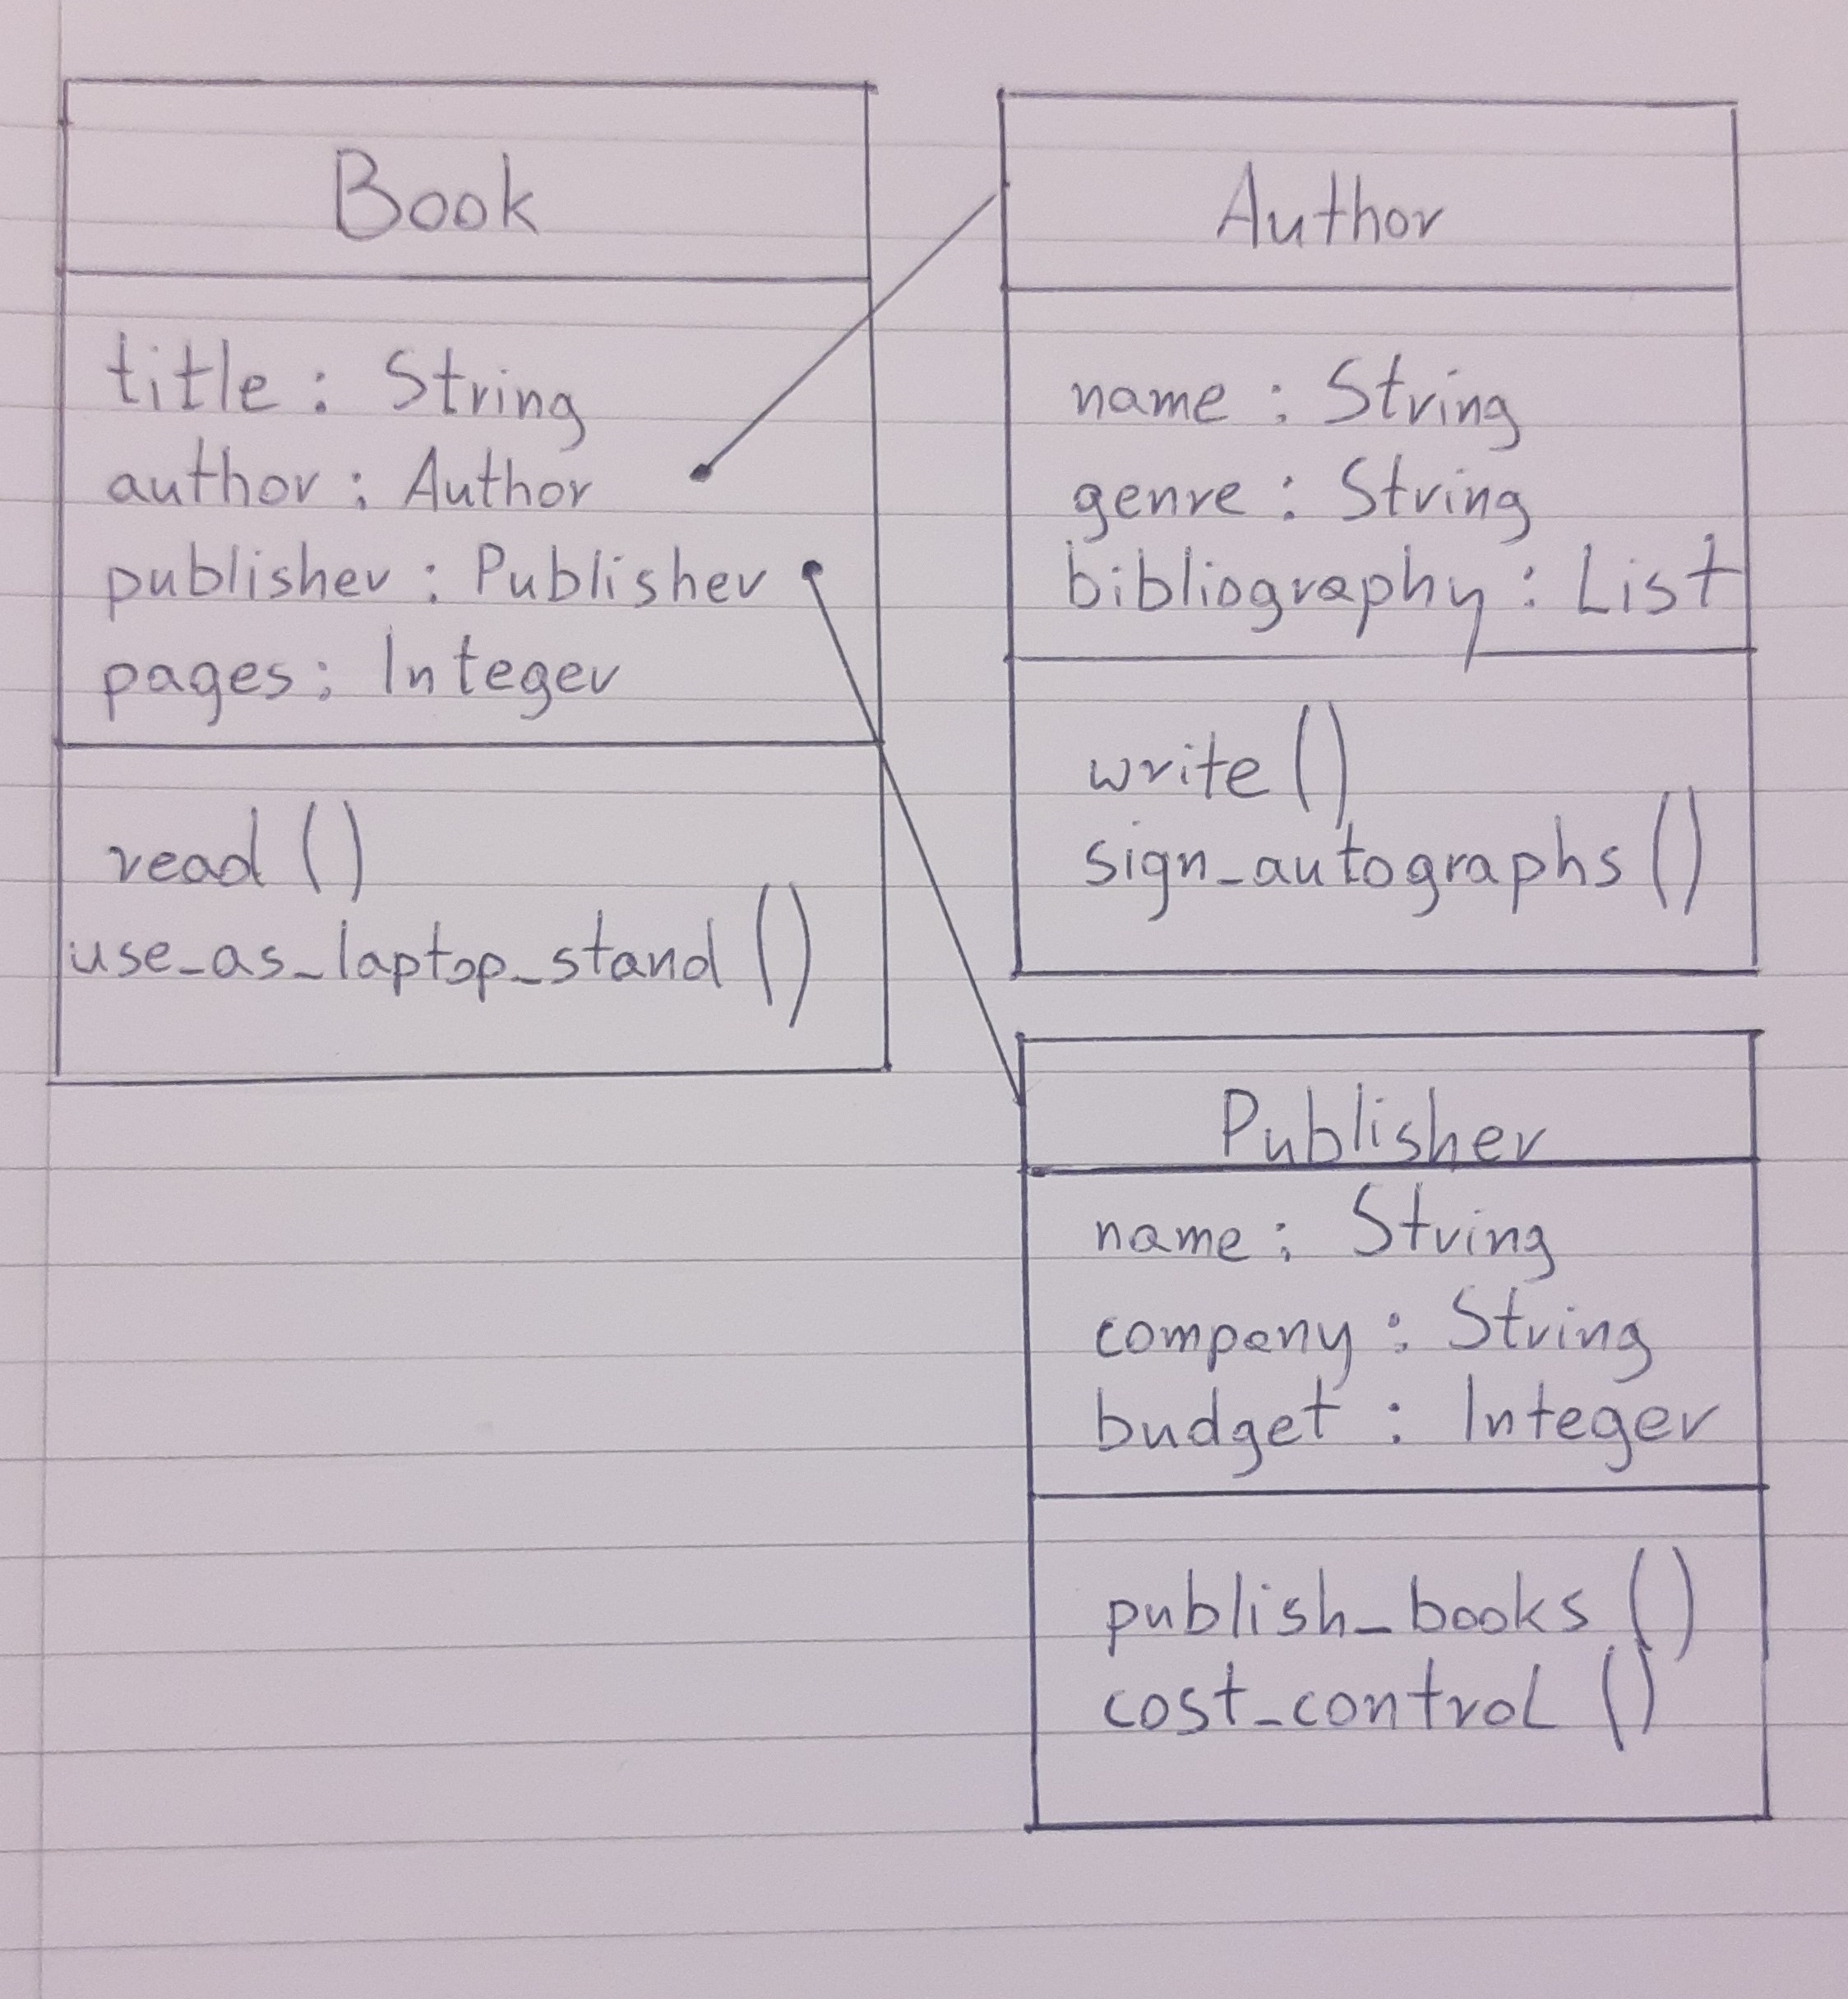 Book
title : String
author : Author
publisher : Publisher
pages : Integer
read ()
use_as_laptop_stand ()
Author
name : String
genre : String
bibliography : List
write ()
sign_autographs ()
Publisher
name : String
company : String
budget : Integer
publish_books ()
cost_control ()